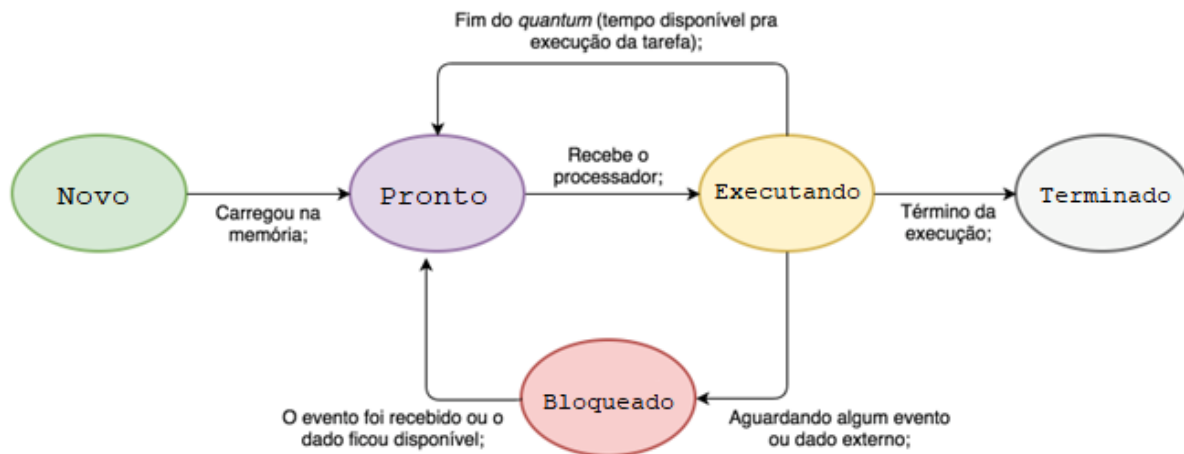 Fim do quantum (tempo disponível pra
execução da tarefa);
Novo
Carregou na
memória;
Pronto
Recebe o
processador;
Executando
Término da
execução;
Terminado
O evento foi recebido ou o
dado ficou disponível;
Bloqueado
Aguardando algum evento
ou dado externo;